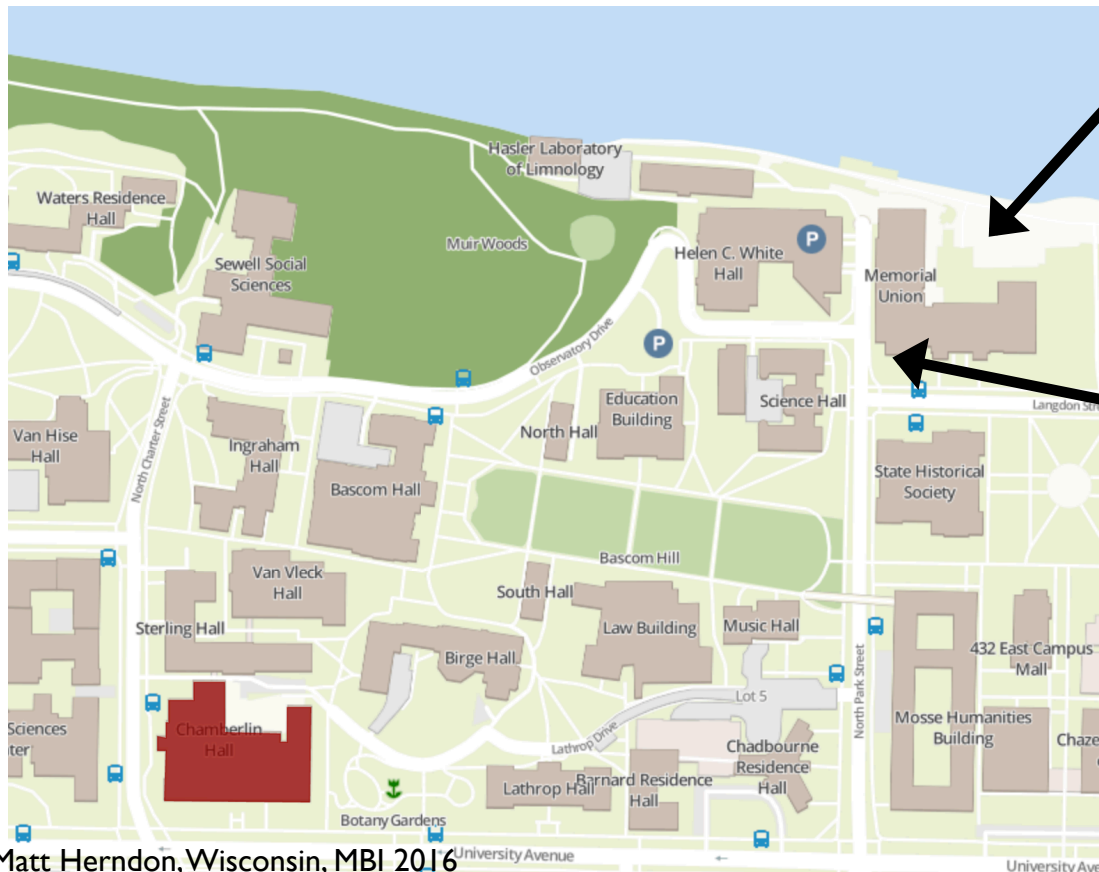 Hasler Laboratory
of Limnology
Waters Residence
Hall
Muir Woods
Sewell Social
Sciences
Helen C. White
Hall
P
Memorial
Union
Observatory Drive
P
Education
Building
Science Hall
Langdon
North Charter Street
Van Hise
Hall
Ingraham
Hall
North Hall
Bascom Hall
State Historical
Society
Bascom Hill
Van Vleck
Hall
South Hall
Sterling Hall
Law Building
Music Hall
Birge Hall
432 East Campus
Mall
North Park Street
Lot 5
Sciences
Chamberlin
Hall
Mosse Humanities
Building
Lathrop Drive
Chadbourne
Residence
Hall
Lathrop Hall
Barnard Residence
Hall
Botany Gardens
University Avenue
University Ave
Matt Herndon, Wisconsin, MBI 2016